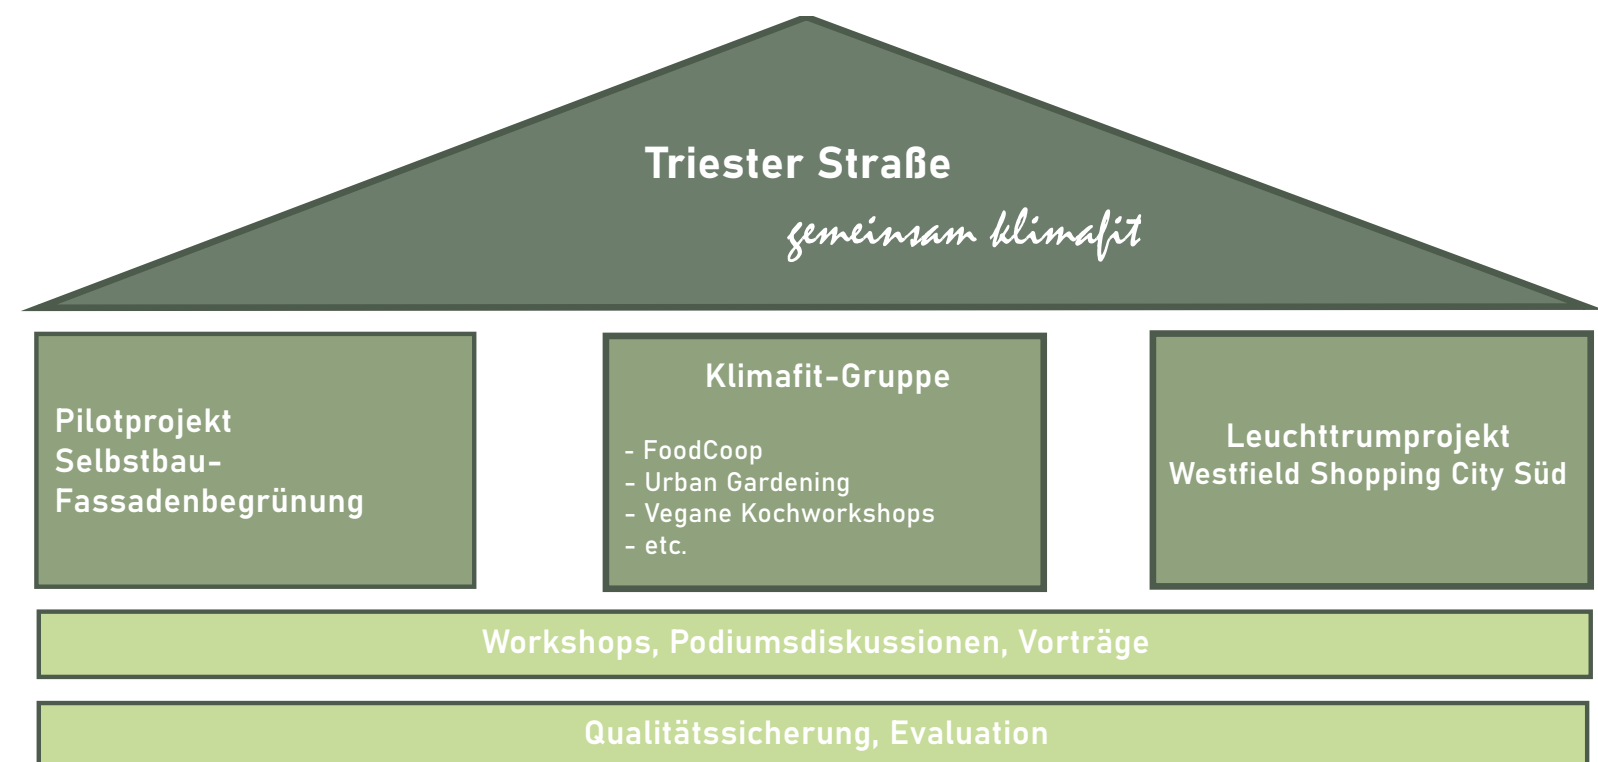 Triester Straße
gemeinsam klimafit
Pilotprojekt
Selbstbau-
Fassadenbegrünung
Klimafit-Gruppe
- FoodCoop
- Urban Gardening
- Vegane Kochworkshops
- etc.
Leuchttrumprojekt
Westfield Shopping City Süd
Workshops, Podiumsdiskussionen, Vorträge
Qualitätssicherung, Evaluation